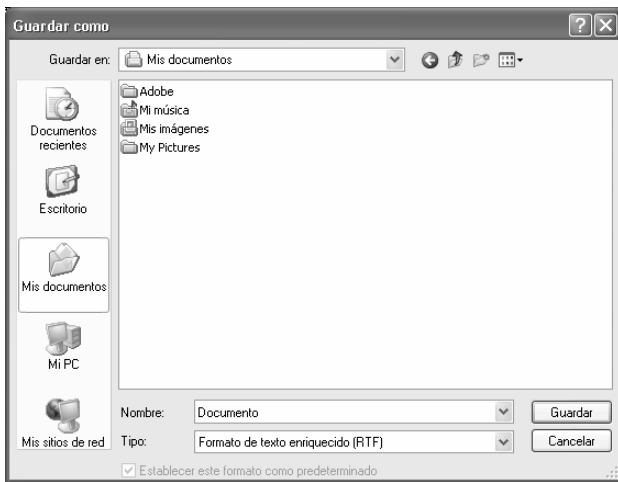 Guardar como
Guardar en:
Mis documentos
Documentos
recientes
Escritorio
Mis documentos
Mi PC
Mis sitios de red
Adobe
Mi música
Mis imágenes
My Pictures
Nombre:
Documento
Guardar
Tipo:
Formato de texto enriquecido (RTF)
Cancelar
Establecer este formato como predeterminado